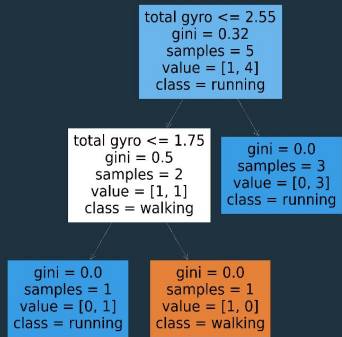 total gyro <= 2.55
gini = 0.32
samples = 5
value = [1, 4]
class = running
total gyro <= 1.75
gini = 0.5
samples = 2
value = [1, 1]
class = walking
gini = 0.0
samples = 3
value = [0, 3]
class = running
gini = 0.0
samples = 1
value = [0, 1]
class = running
gini = 0.0
samples = 1
value = [1, 0]
class = walking